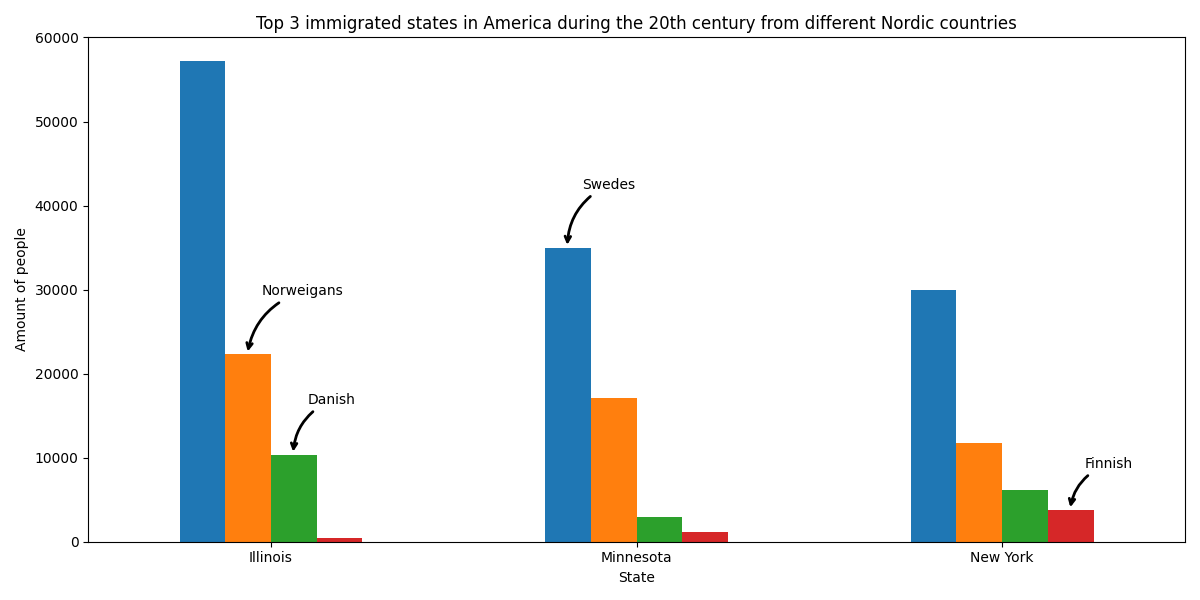 Top 3 immigrated states in America during the 20th century from different Nordic countries
60000
50000
40000
30000
20000
10000
0
Amount of people
Swedes
Norweigans
Danish
Finnish
Illinois
Minnesota
New York
State